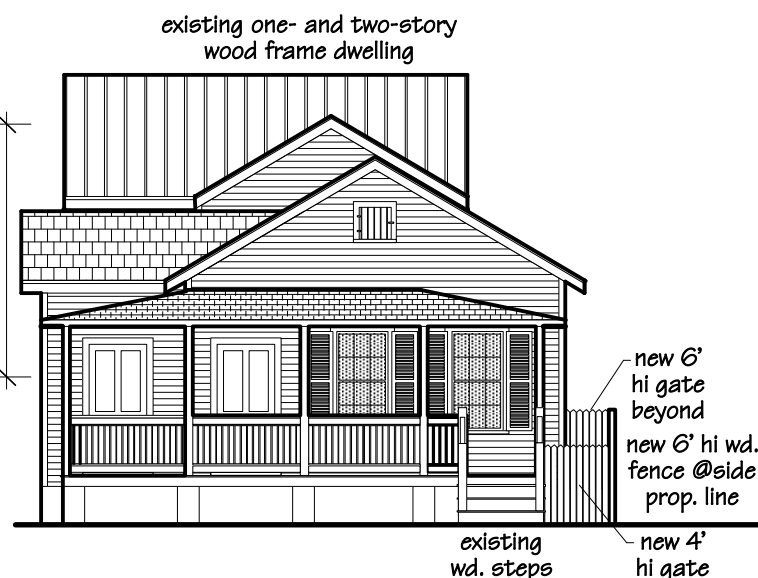 existing one- and two-story
wood frame dwelling
new 6'
hi gate
beyond
new 6' hi wd.
fence @side
prop. line
existing
wd. steps
new 4'
hi gate